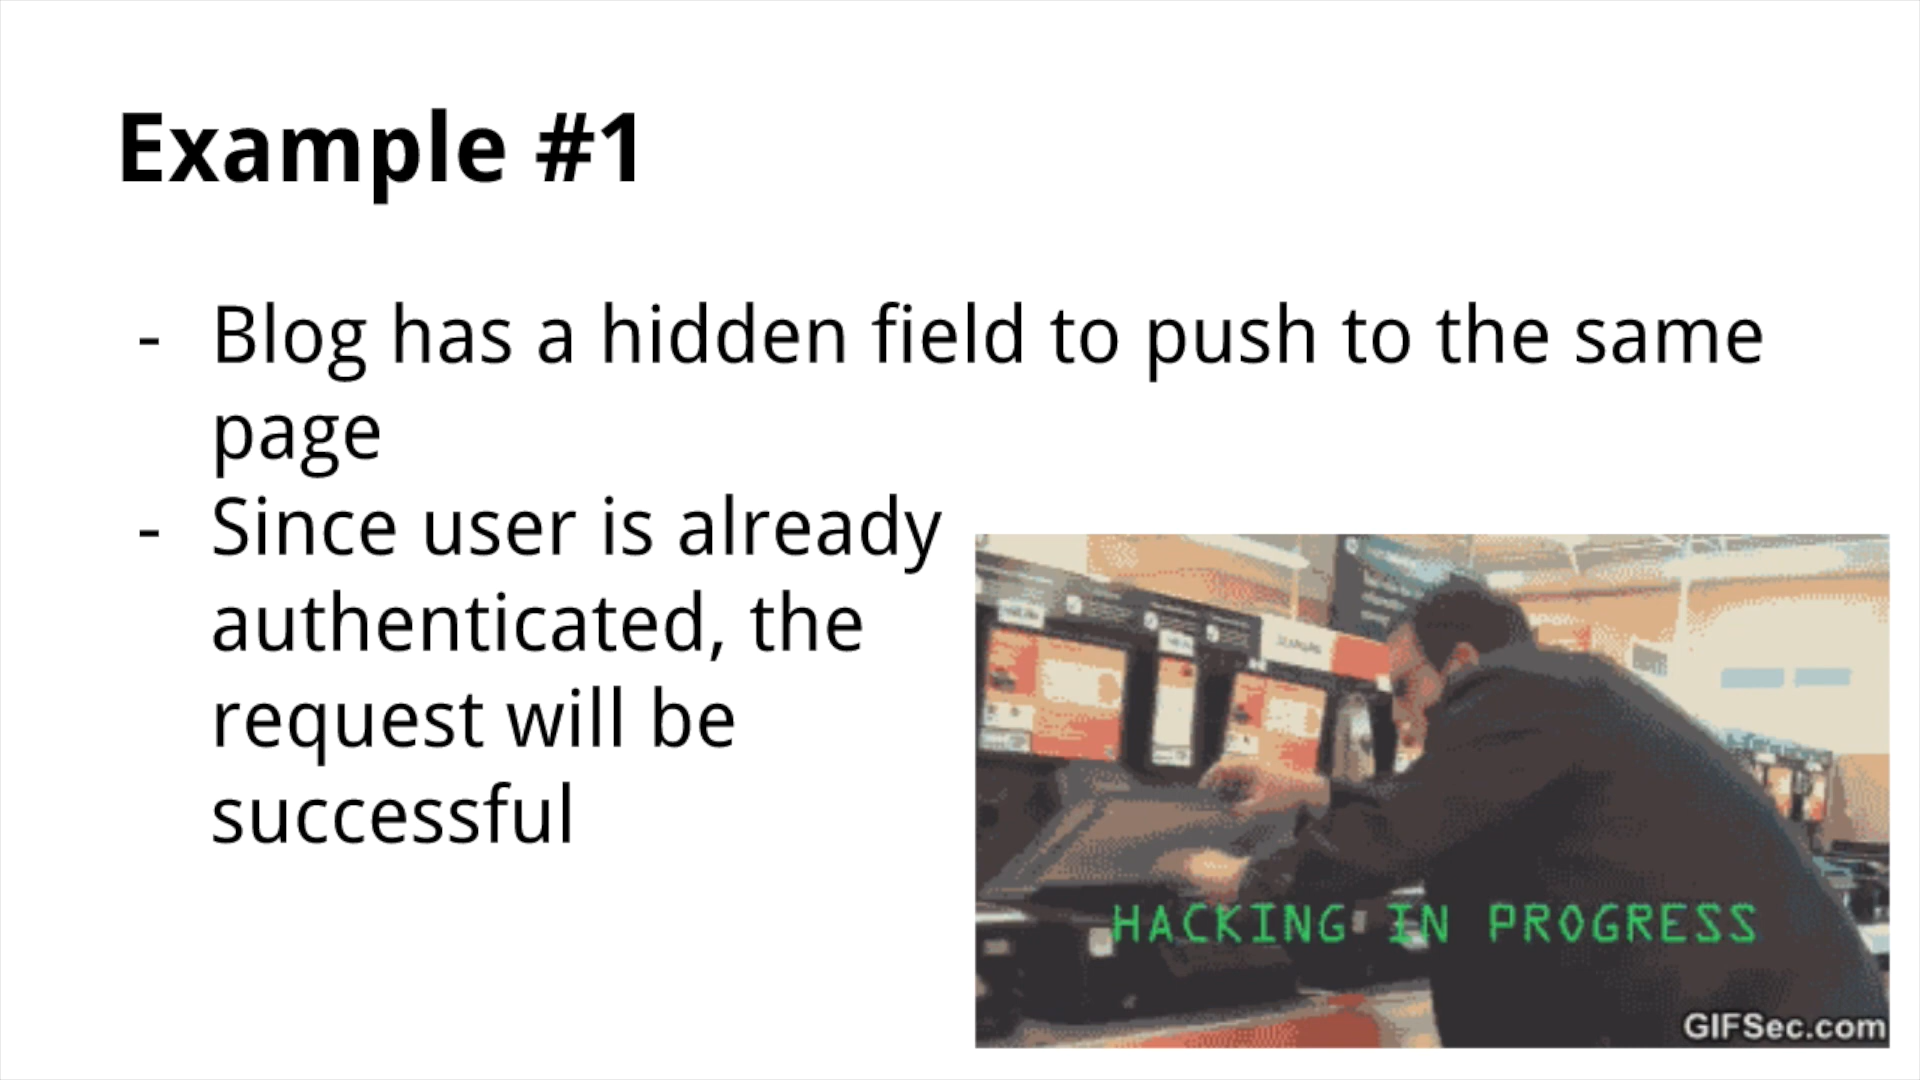 Example #1
- Blog has a hidden field to push to the same
page
- Since user is already
authenticated, the
request will be
successful
HACKING IN PROGRESS
GIFSec.com